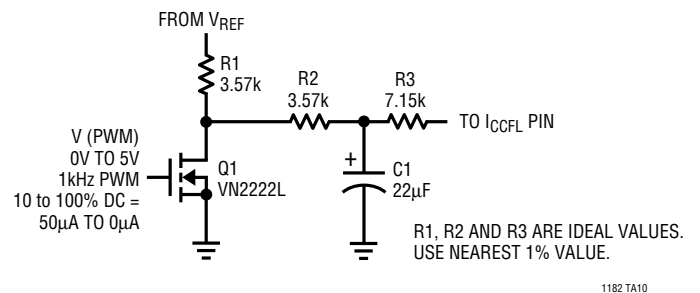 FROM VREF
R1
3.57k
R2
3.57k
R3
7.15k
TO ICCFL PIN
V (PWM)
0V TO 5V
1kHz PWM
10 to 100% DC =
50µA TO 0µA
Q1
VN2222L
+
C1
22µF
R1, R2 AND R3 ARE IDEAL VALUES.
USE NEAREST 1% VALUE.
1182 TA10